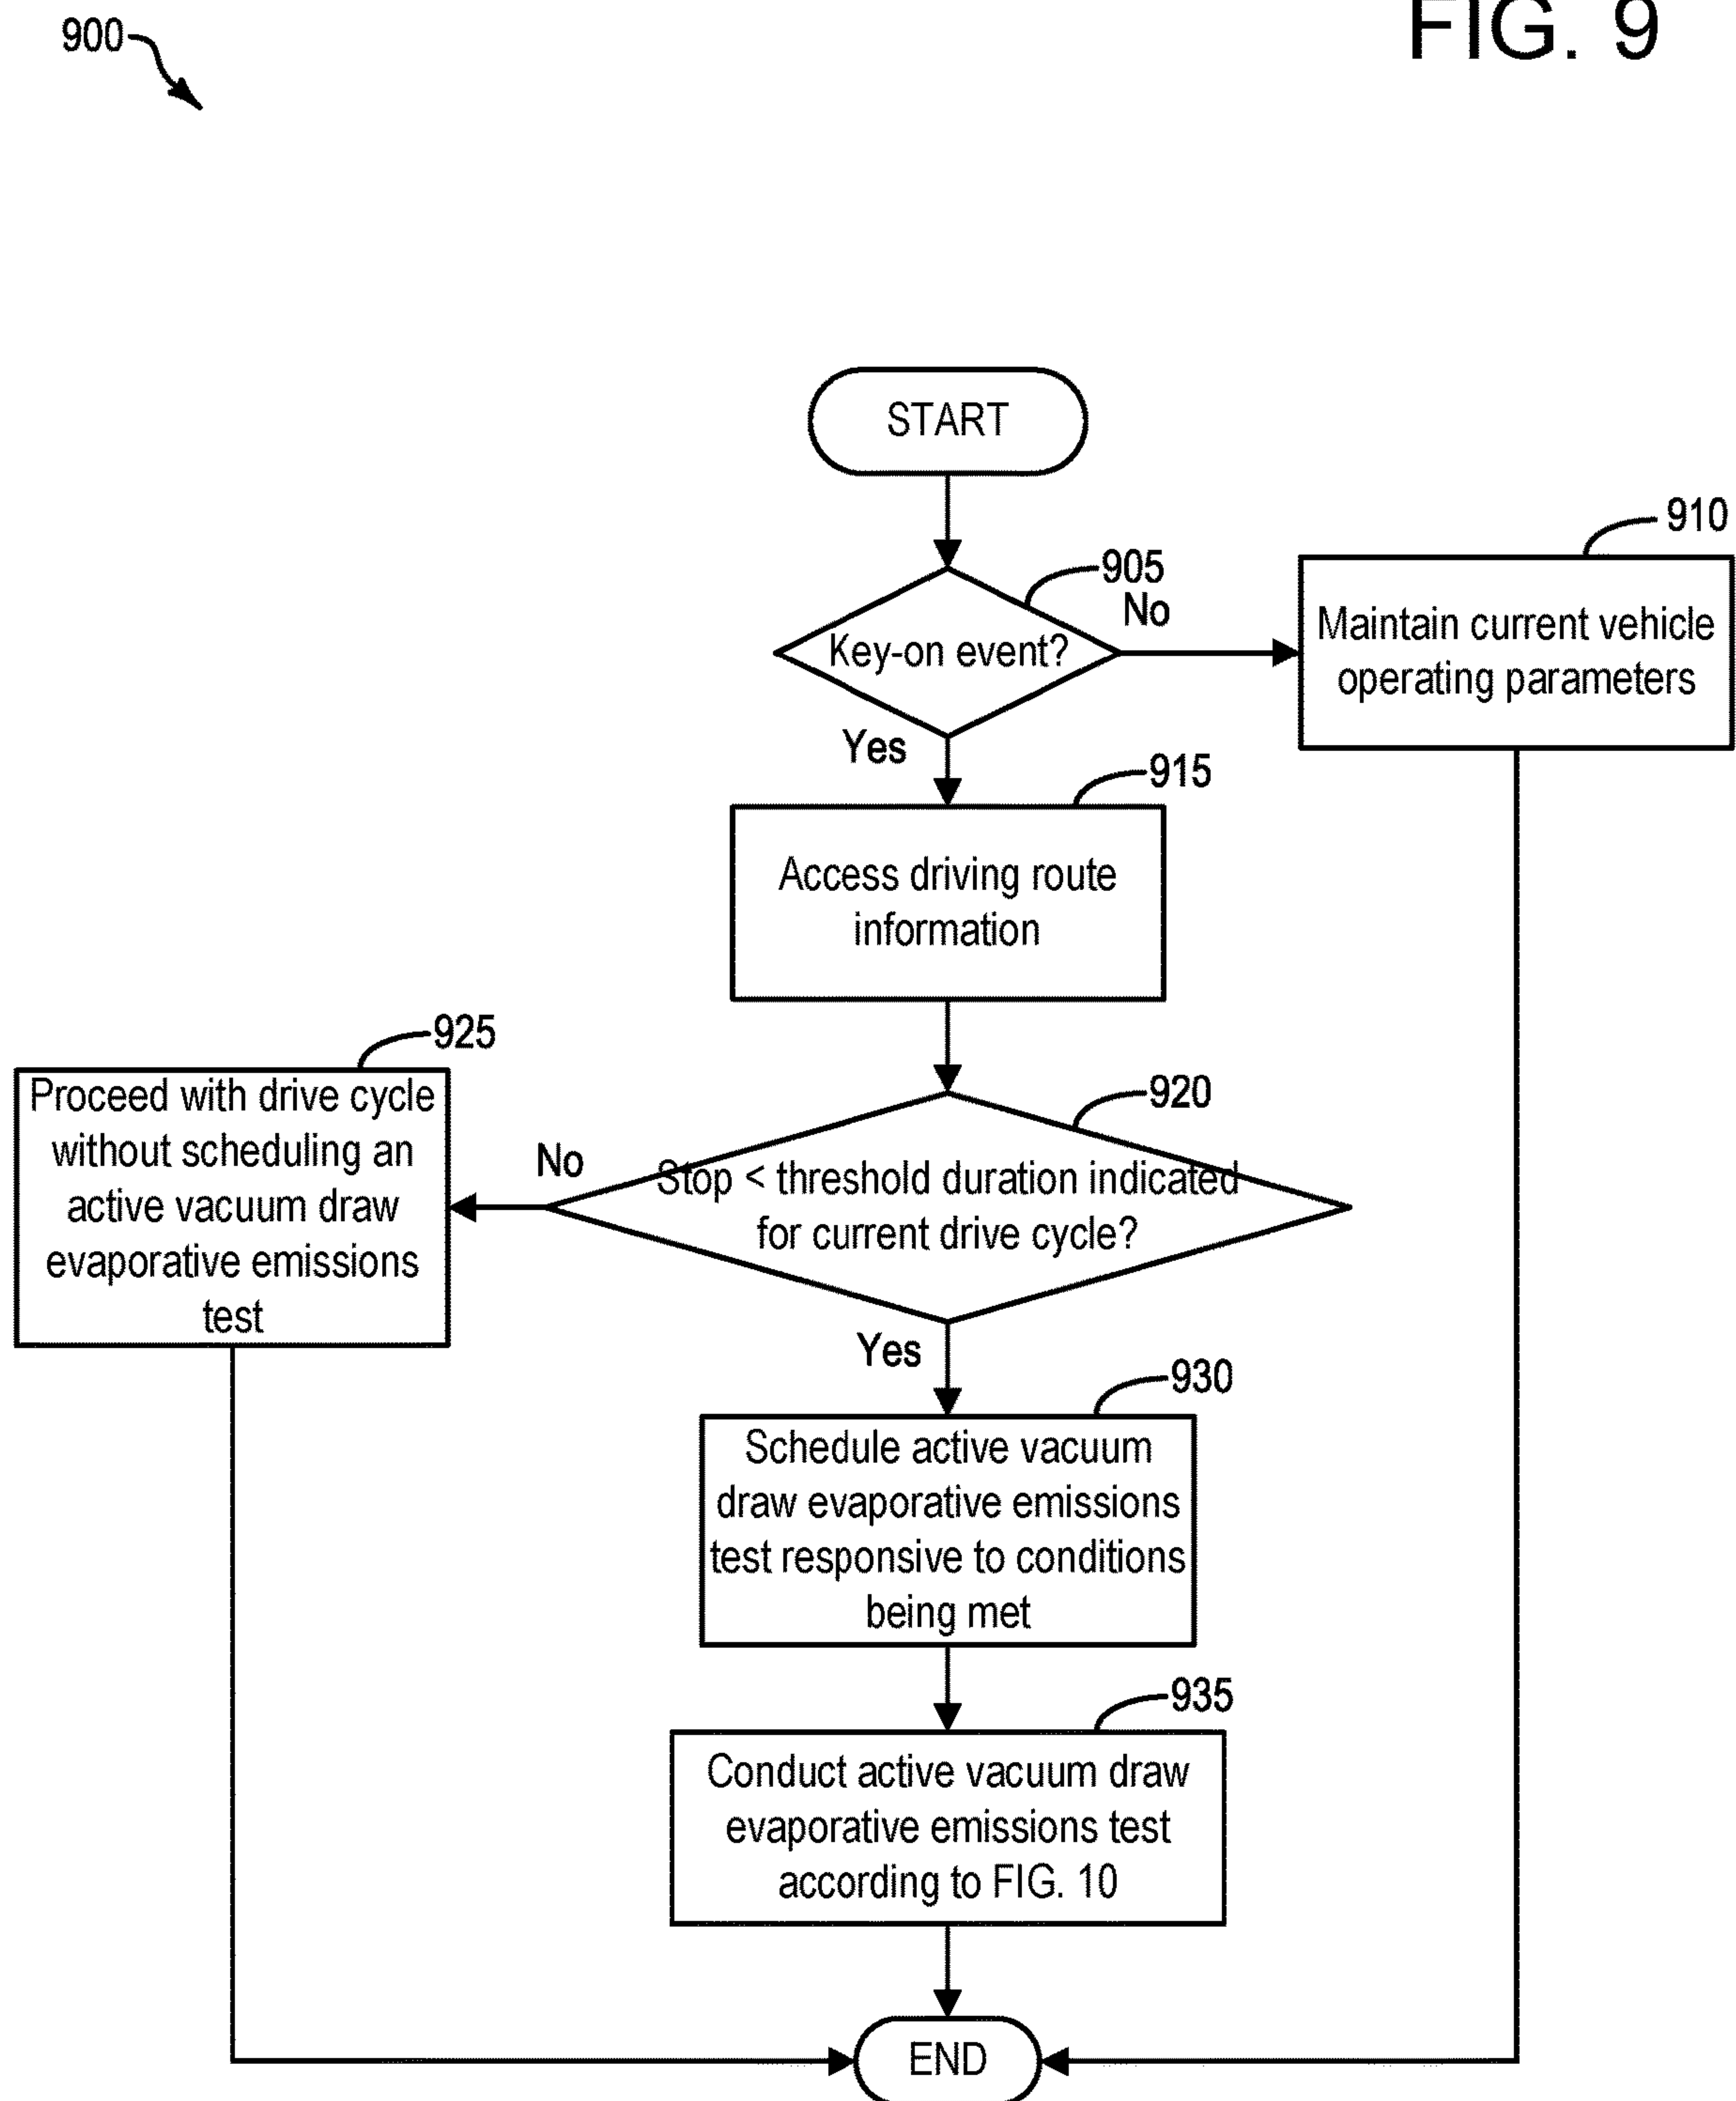 FIG. 9
900
START
905
Key-on event?
No
910
Maintain current vehicle
operating parameters
Yes
915
Access driving route
information
925
Proceed with drive cycle
without scheduling an
active vacuum draw
evaporative emissions
test
920
No
Stop < threshold duration indicated
for current drive cycle?
Yes
930
Schedule active vacuum
draw evaporative emissions
test responsive to conditions
being met
935
Conduct active vacuum draw
evaporative emissions test
according to FIG. 10
END